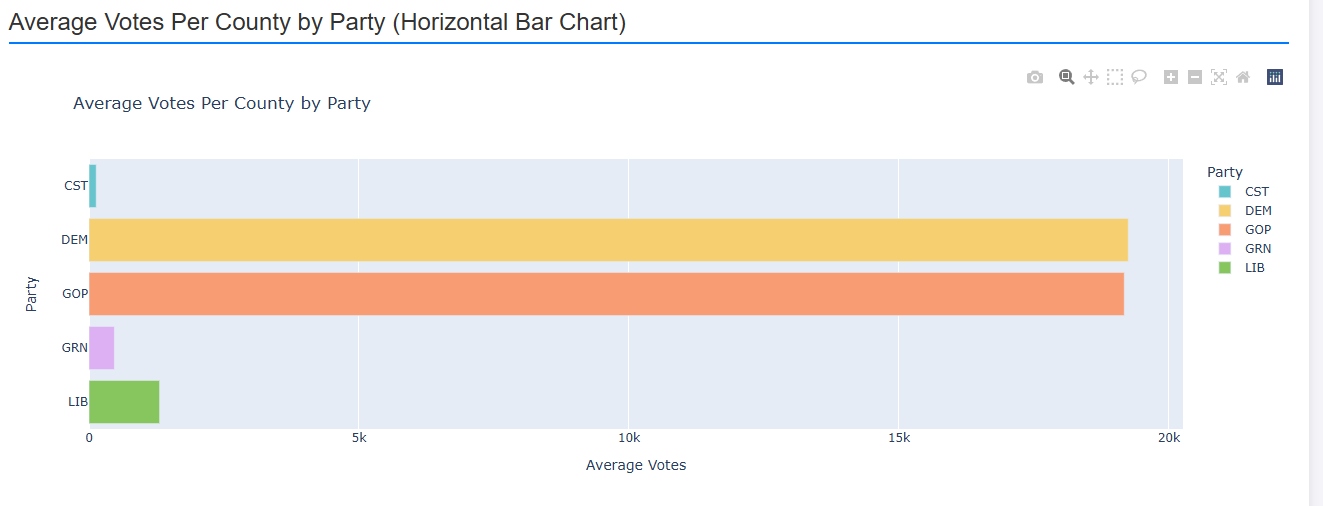 Average Votes Per County by Party (Horizontal Bar Chart)
Average Votes Per County by Party
Party
CST
DEM
GOP
GRN
LIB
0 5k 10k 15k 20k
Average Votes
Party
CST
DEM
GOP
GRN
LIB